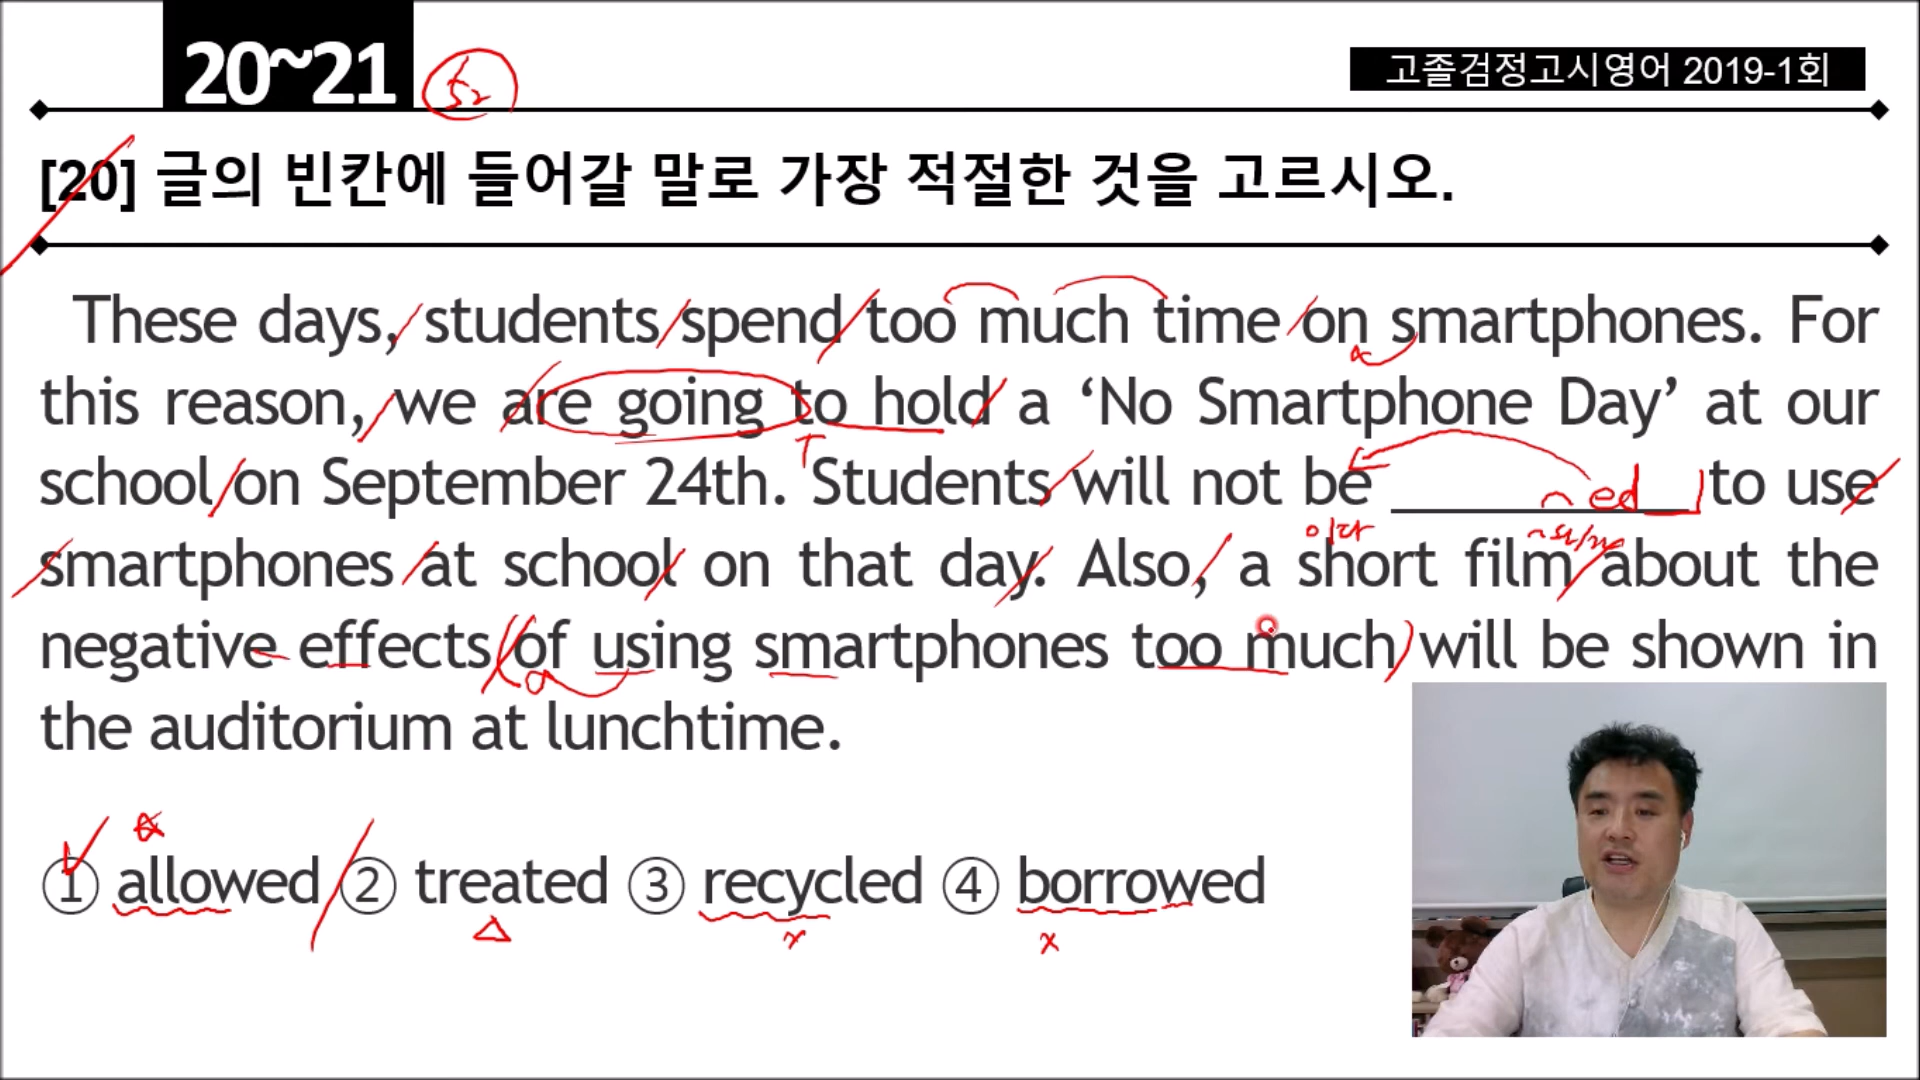 20~21
52
고졸검정고시영어 2019-1회
[20] 글의 빈칸에 들어갈 말로 가장 적절한 것을 고르시오.
These days, students spend too much time on smartphones. For
this reason, we are going to hold a ‘No Smartphone Day’ at our
school on September 24th. Students will not be ________ to use
ed
이다
smartphones at school on that day. Also, a short film about the
negative effects of using smartphones too much will be shown in
the auditorium at lunchtime.
① allowed ② treated ③ recycled ④ borrowed